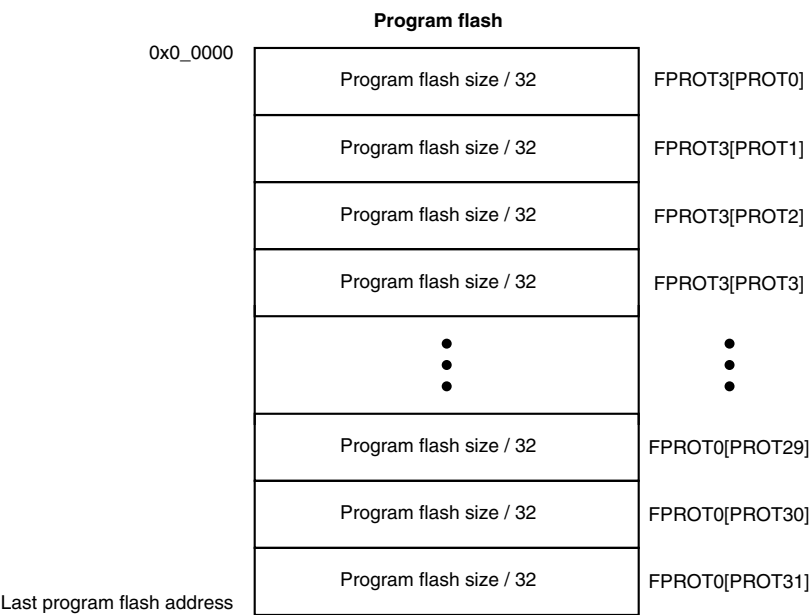 Program flash
0x0_0000
Program flash size / 32 FPROT3[PROT0]
Program flash size / 32 FPROT3[PROT1]
Program flash size / 32 FPROT3[PROT2]
Program flash size / 32 FPROT3[PROT3]
Program flash size / 32 FPROT0[PROT29]
Program flash size / 32 FPROT0[PROT30]
Program flash size / 32 FPROT0[PROT31]
Last program flash address